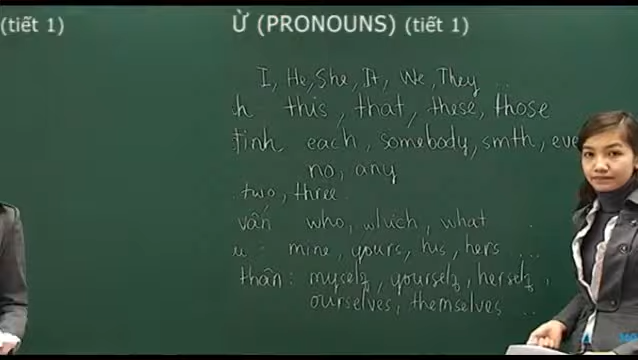 (tiết 1)
Ừ (PRONOUNS) (tiết 1)
I, He, She, It, We, They ...
h this, that, these, those
tính each, somebody, smth, eve
no, any
two, three
vấn who, which, what
u: mine, yours, his, hers ...
thân: myself, yourself, herself,
ourselves, themselves ..